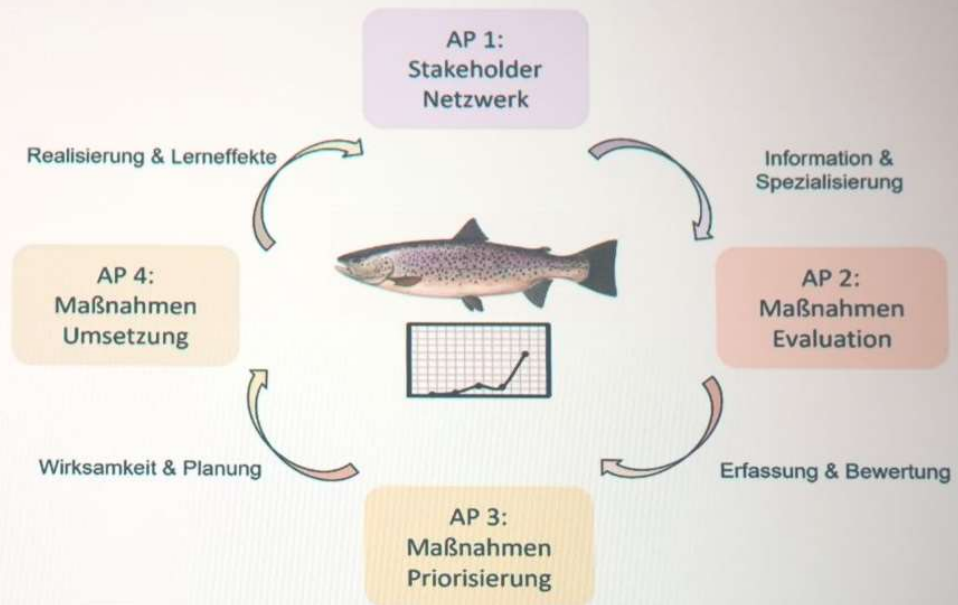 AP 1:
Stakeholder
Netzwerk
Realisierung & Lerneffekte
Information &
Spezialisierung
AP 4:
Maßnahmen
Umsetzung
AP 2:
Maßnahmen
Evaluation
Wirksamkeit & Planung
Erfassung & Bewertung
AP 3:
Maßnahmen
Priorisierung